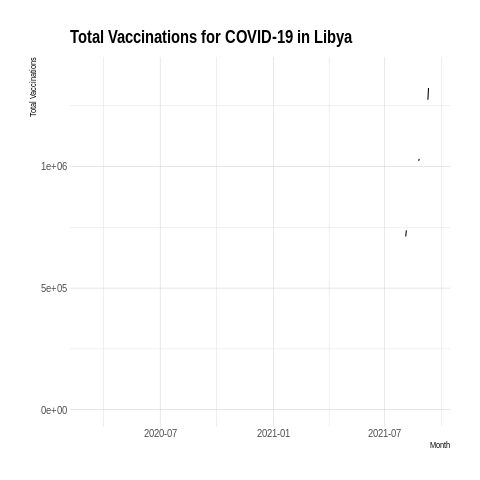 Total Vaccinations for COVID-19 in Libya
Total Vaccinations
1e+06
5e+05
0e+00
2020-07 2021-01 2021-07
Month